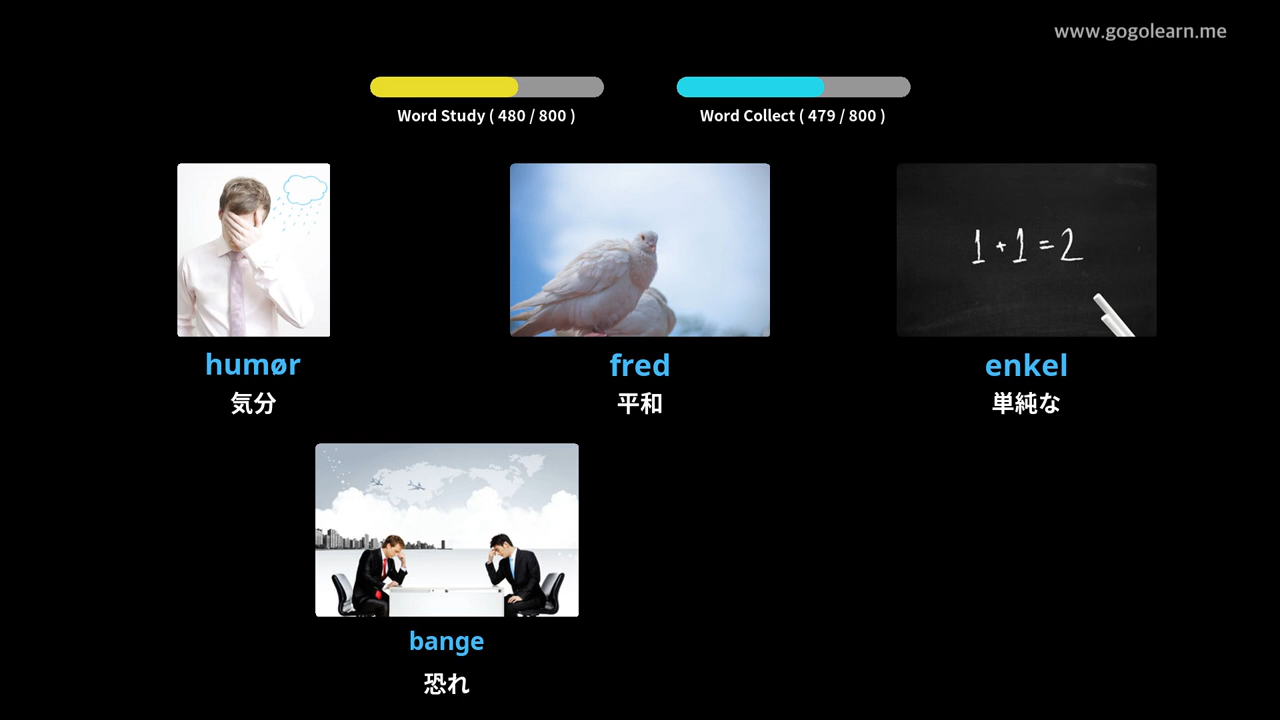 www.gogolearn.me
Word Study ( 480 / 800 )
Word Collect ( 479 / 800 )
1 + 1 = 2
humør
気分
fred
平和
enkel
単純な
bange
恐れ